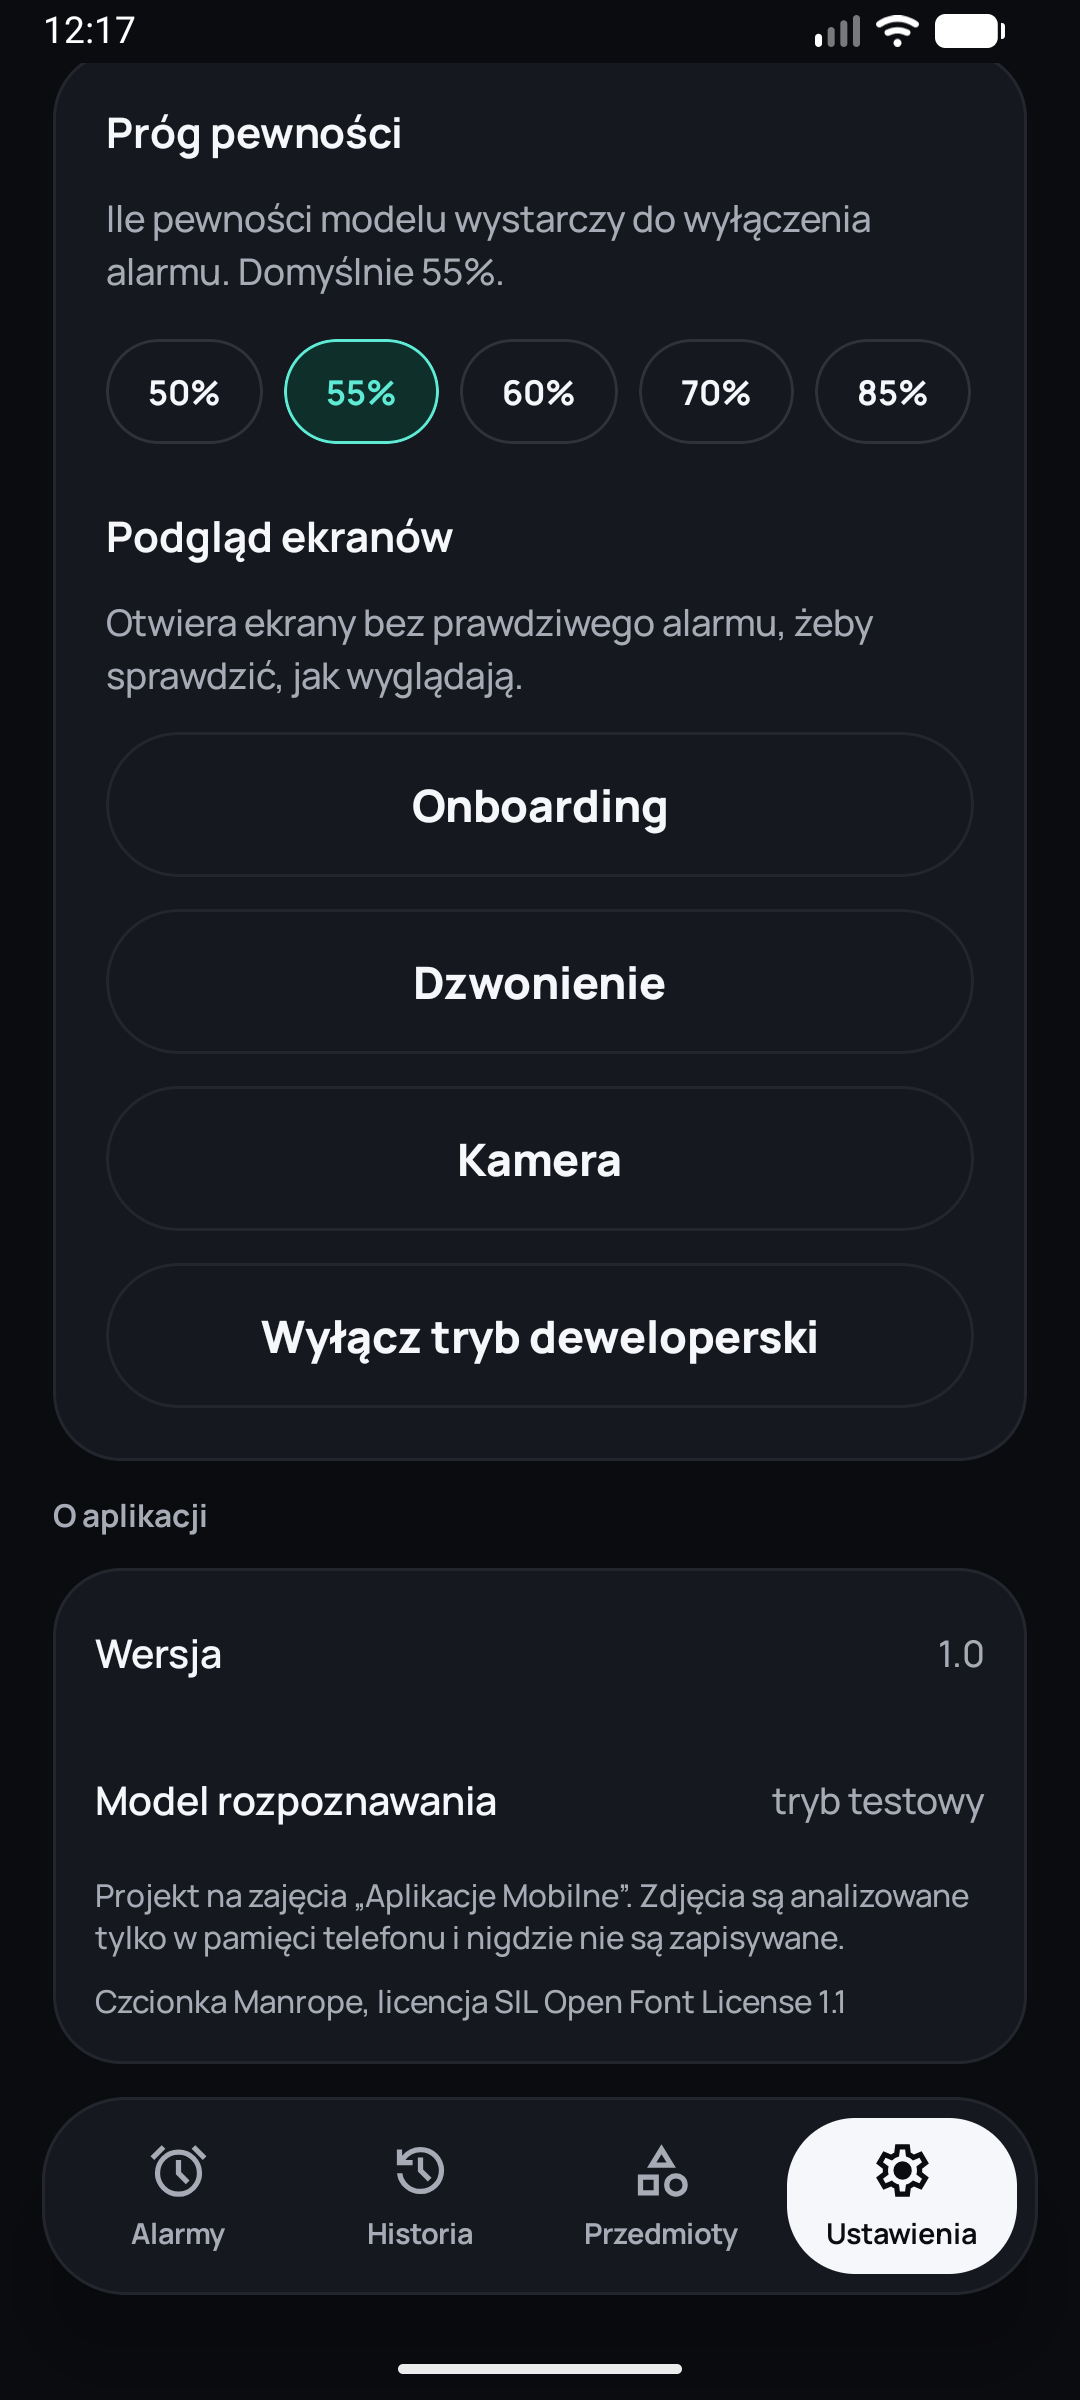 12:17
Próg pewności
Ile pewności modelu wystarczy do wyłączenia
alarmu. Domyślnie 55%.
50% 55% 60% 70% 85%
Podgląd ekranów
Otwiera ekrany bez prawdziwego alarmu, żeby
sprawdzić, jak wyglądają.
Onboarding
Dzwonienie
Kamera
Wyłącz tryb deweloperski
O aplikacji
Wersja 1.0
Model rozpoznawania tryb testowy
Projekt na zajęcia „Aplikacje Mobilne”. Zdjęcia są analizowane
tylko w pamięci telefonu i nigdzie nie są zapisywane.
Czcionka Manrope, licencja SIL Open Font License 1.1
Alarmy Historia Przedmioty Ustawienia